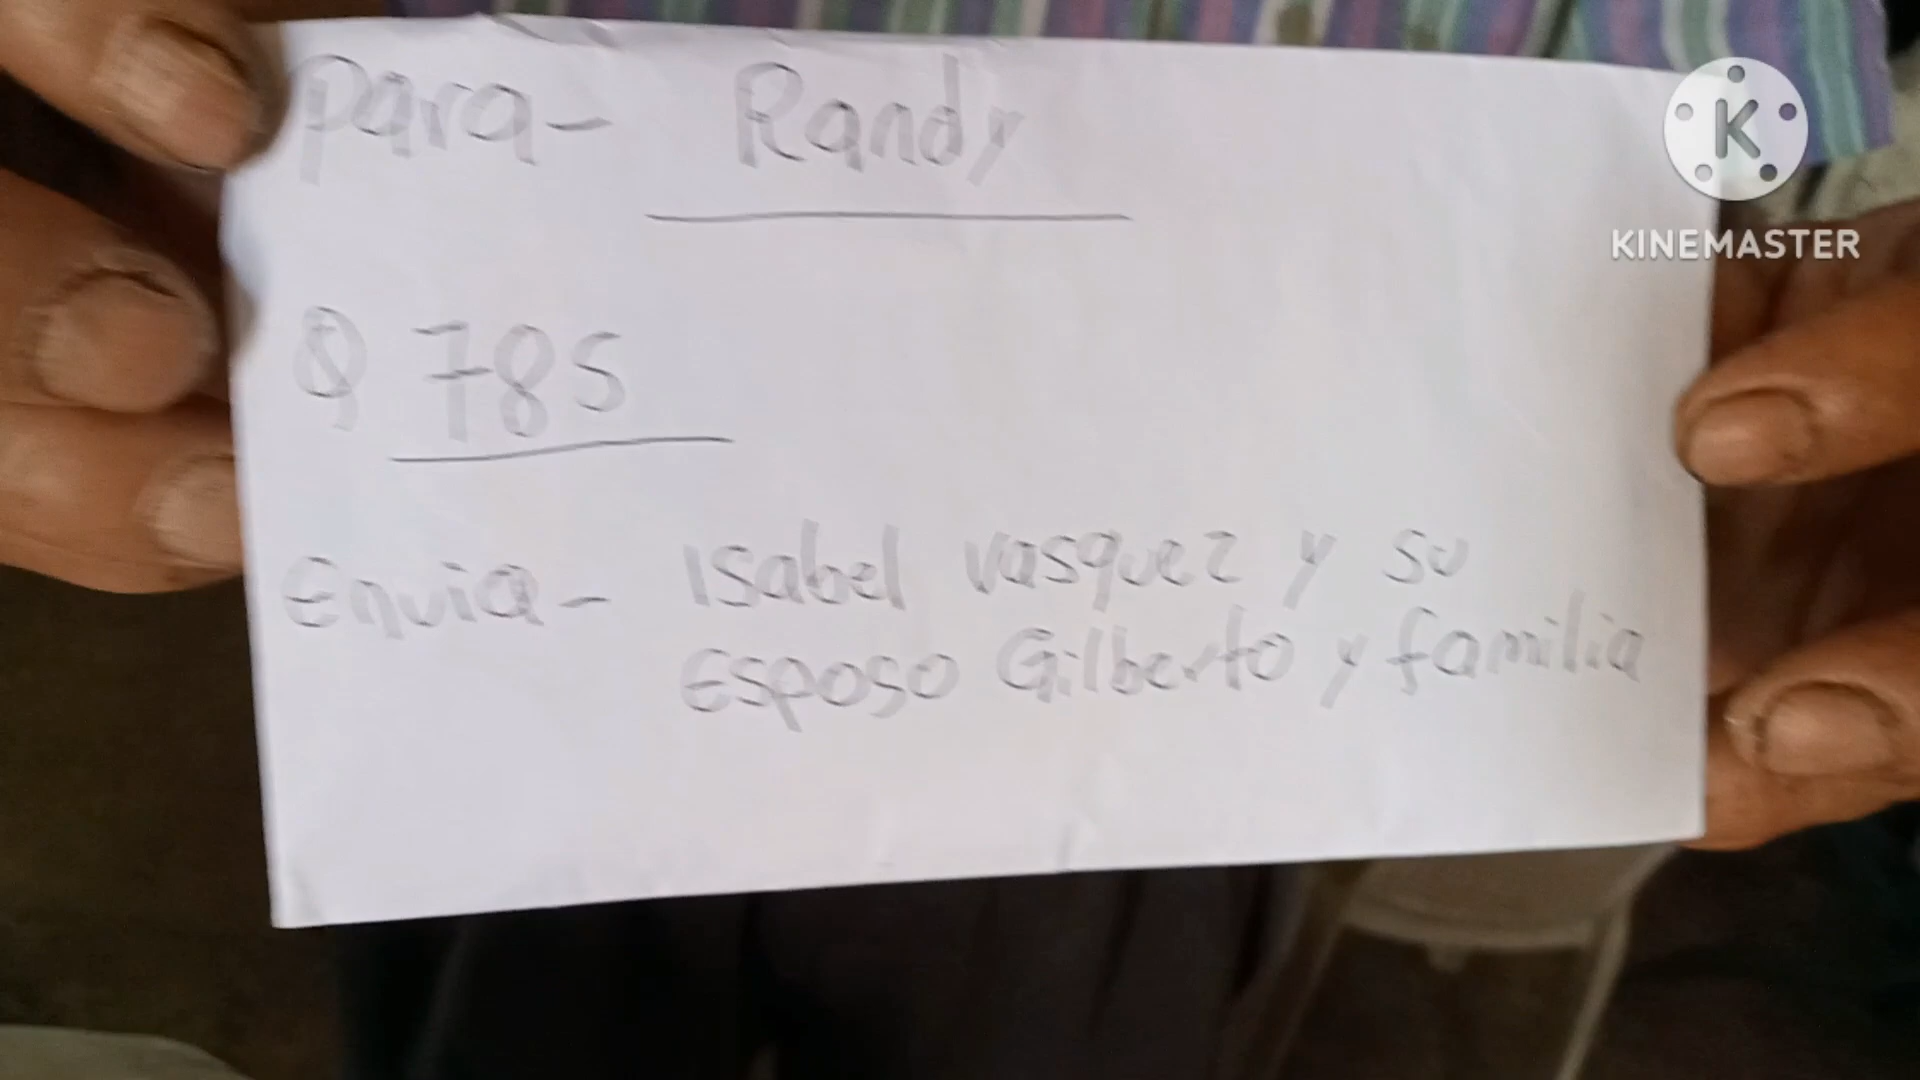 Para- Randy
Q 785
Envia- Isabel vasquez y su
Esposo Gilberto y familia
K
KINEMASTER